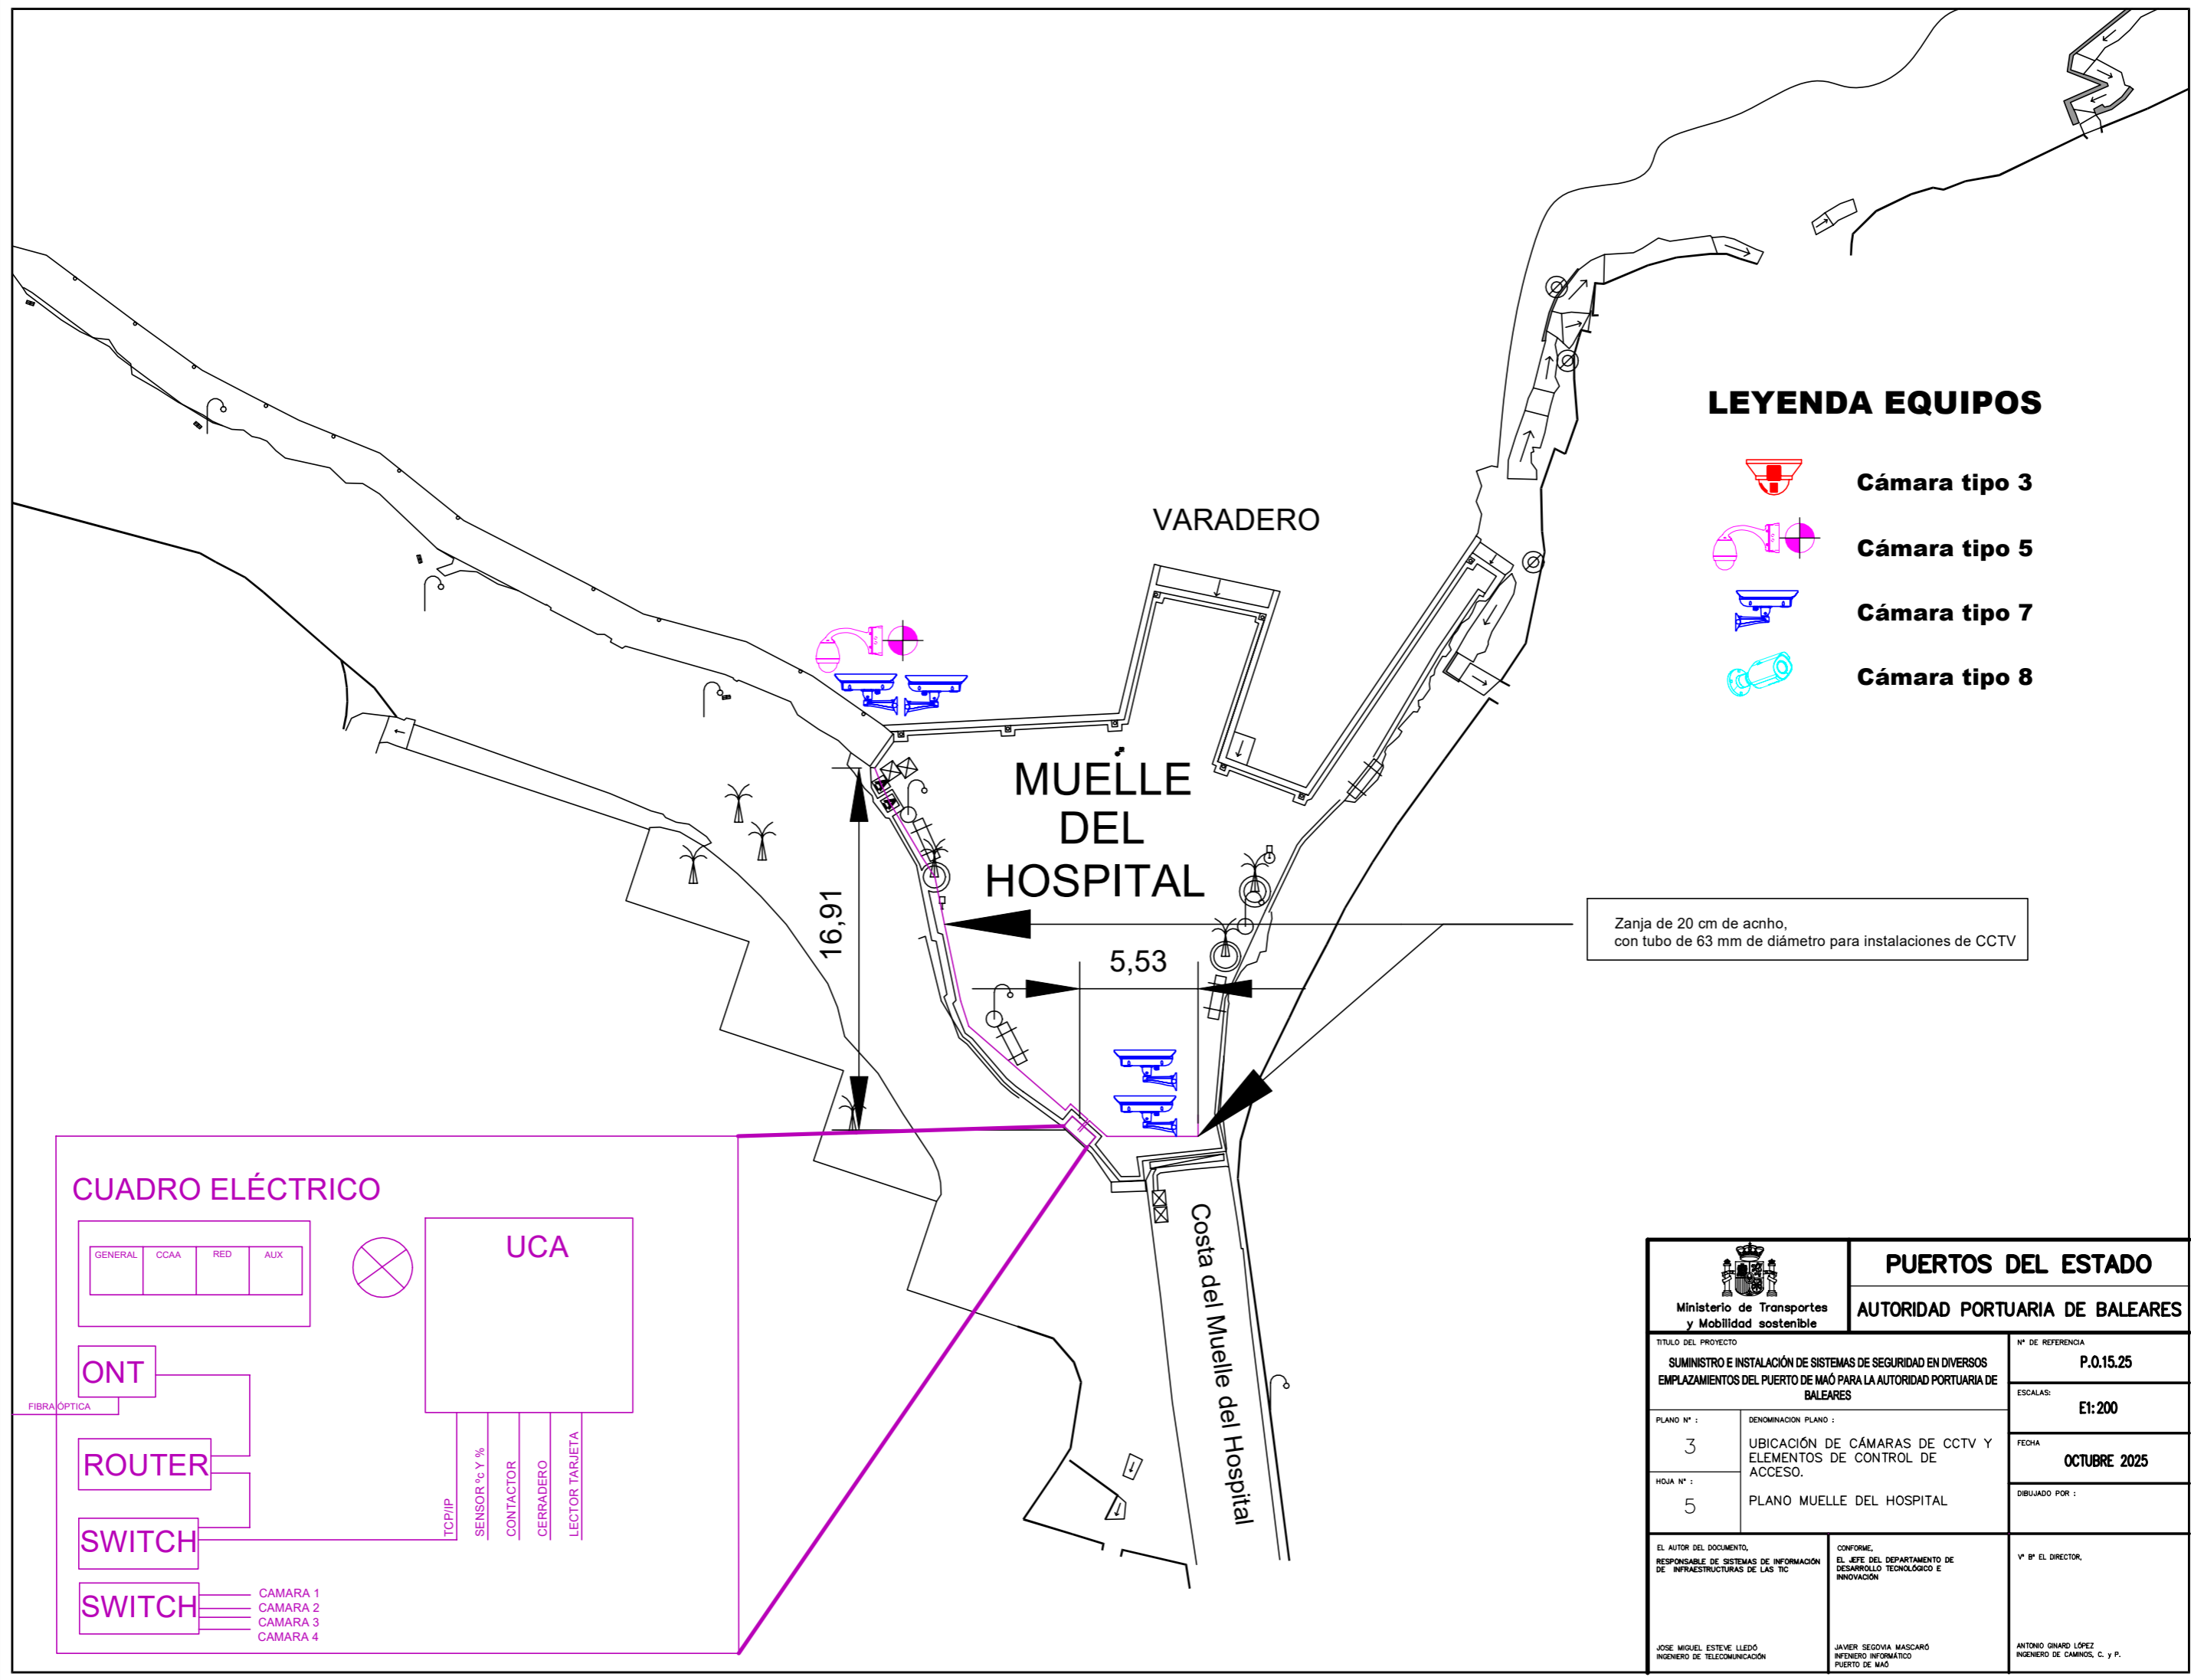 LEYENDA EQUIPOS
Cámara tipo 3
Cámara tipo 5
Cámara tipo 7
Cámara tipo 8
VARADERO
MUELLE
DEL
HOSPITAL
16,91
5,53
Zanja de 20 cm de acnho,
con tubo de 63 mm de diámetro para instalaciones de CCTV
Costa del Muelle del Hospital
CUADRO ELÉCTRICO
GENERAL
CCAA
RED
AUX
UCA
ONT
FIBRA ÓPTICA
ROUTER
SWITCH
TCP/IP
SENSOR ºc Y %
CONTACTOR
CERRADERO
LECTOR TARJETA
SWITCH
CAMARA 1
CAMARA 2
CAMARA 3
CAMARA 4
Ministerio de Transportes
y Mobilidad sostenible
PUERTOS DEL ESTADO
AUTORIDAD PORTUARIA DE BALEARES
TITULO DEL PROYECTO
SUMINISTRO E INSTALACIÓN DE SISTEMAS DE SEGURIDAD EN DIVERSOS
EMPLAZAMIENTOS DEL PUERTO DE MAÓ PARA LA AUTORIDAD PORTUARIA DE
BALEARES
Nº DE REFERENCIA
P.O.15.25
ESCALAS:
E1:200
PLANO Nº :
3
DENOMINACION PLANO :
UBICACIÓN DE CÁMARAS DE CCTV Y
ELEMENTOS DE CONTROL DE
ACCESO.
PLANO MUELLE DEL HOSPITAL
FECHA
OCTUBRE 2025
HOJA Nº :
5
DIBUJADO POR :
EL AUTOR DEL DOCUMENTO,
RESPONSABLE DE SISTEMAS DE INFORMACIÓN
DE INFRAESTRUCTURAS DE LAS TIC
JOSE MIGUEL ESTEVE LLEDÓ
INGENIERO DE TELECOMUNICACIÓN
CONFORME,
EL JEFE DEL DEPARTAMENTO DE
DESARROLLO TECNOLÓGICO E
INNOVACIÓN
JAVIER SEGOVIA MASCARÓ
INFENIERO INFORMÁTICO
PUERTO DE MAÓ
Vº Bº EL DIRECTOR,
ANTONIO GINARD LÓPEZ
INGENIERO DE CAMINOS, C. y P.